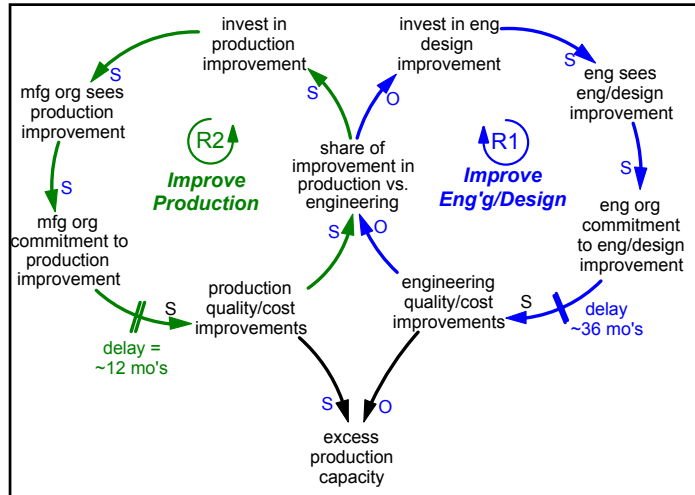 invest in
production
improvement
invest in eng
design
improvement
S
O
S
S
mfg org sees
production
improvement
eng sees
eng/design
improvement
R2
Improve
Production
share of
improvement in
production vs.
engineering
R1
Improve
Eng'g/Design
S
S
mfg org
commitment to
production
improvement
eng org
commitment
to eng/design
improvement
S
O
S
production
quality/cost
improvements
engineering
quality/cost
improvements
S
delay =
~12 mo's
delay
~36 mo's
S
O
excess
production
capacity